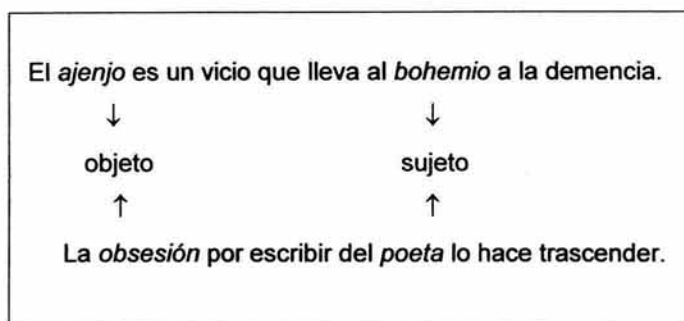 El ajenjo es un vicio que lleva al bohemio a la demencia.
↓ ↓
objeto sujeto
↑ ↑
La obsesión por escribir del poeta lo hace trascender.